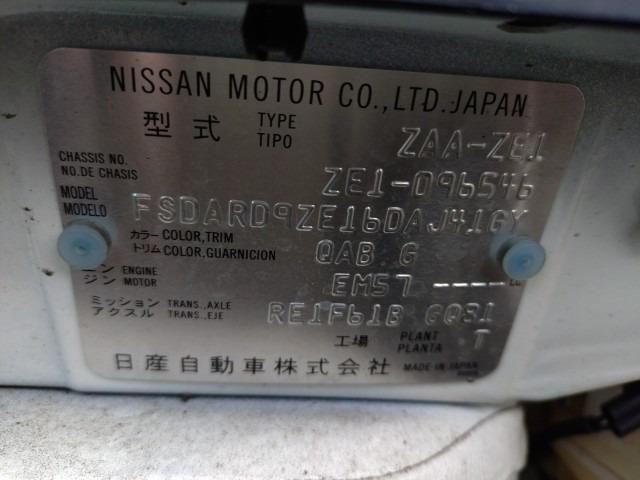 NISSAN MOTOR CO.,LTD.JAPAN
型式 TYPE TIPO ZAA-ZE1
CHASSIS NO. NO.DE CHASIS ZE1-096546
MODEL MODELO FSDARD9ZE16DAJ41GY
カラー COLOR,TRIM トリム COLOR,GUARNICION QAB G
ジン ENGINE MOTOR EM57 ----
ミッション TRANS.,AXLE アクスル TRANS.,EJE RE1F61B GQ31
工場 PLANT PLANTA T
日産自動車株式会社 MADE IN JAPAN